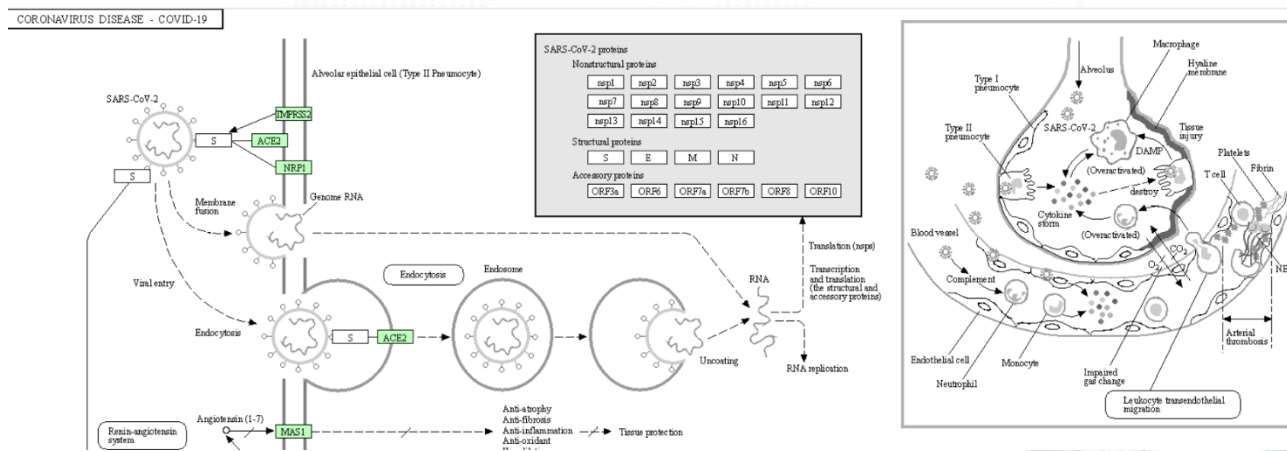 CORONAVIRUS DISEASE - COVID-19
Alveolar epithelial cell (Type II Pneumocyte)
SARS-CoV-2
TMPRSS2
S
ACE2
NRP1
S
Membrane
fusion
Genome RNA
Viral entry
Endocytosis
Endocytosis
Endosome
S
ACE2
Uncoating
RNA
RNA replication
Translation (nsps)
Transcription
and translation
(the structural and
accessory proteins)
SARS-CoV-2 proteins
Nonstructural proteins
nsp1 nsp2 nsp3 nsp4 nsp5 nsp6
nsp7 nsp8 nsp9 nsp10 nsp11 nsp12
nsp13 nsp14 nsp15 nsp16
Structural proteins
S E M N
Accessory proteins
ORF3a ORF6 ORF7a ORF7b ORF8 ORF10
Renin-angiotensin
system
Angiotensin (1-7)
MAS1
Anti-atrophy
Anti-fibrosis
Anti-inflammation
Anti-oxidant
Tissue protection
Macrophage
Alveolus
Hyaline
membrane
Type I
pneumocyte
Type II
pneumocyte
SARS-CoV-2
Tissue
injury
DAMP
(Overactivated)
Platelets
Fibrin
T cell
destroy
Cytokine
storm
(Overactivated)
Blood vessel
CO2
O2
NE
Complement
Endothelial cell
Neutrophil
Monocyte
Impaired
gas change
Arterial
thrombosis
Leukocyte transendothelial
migration